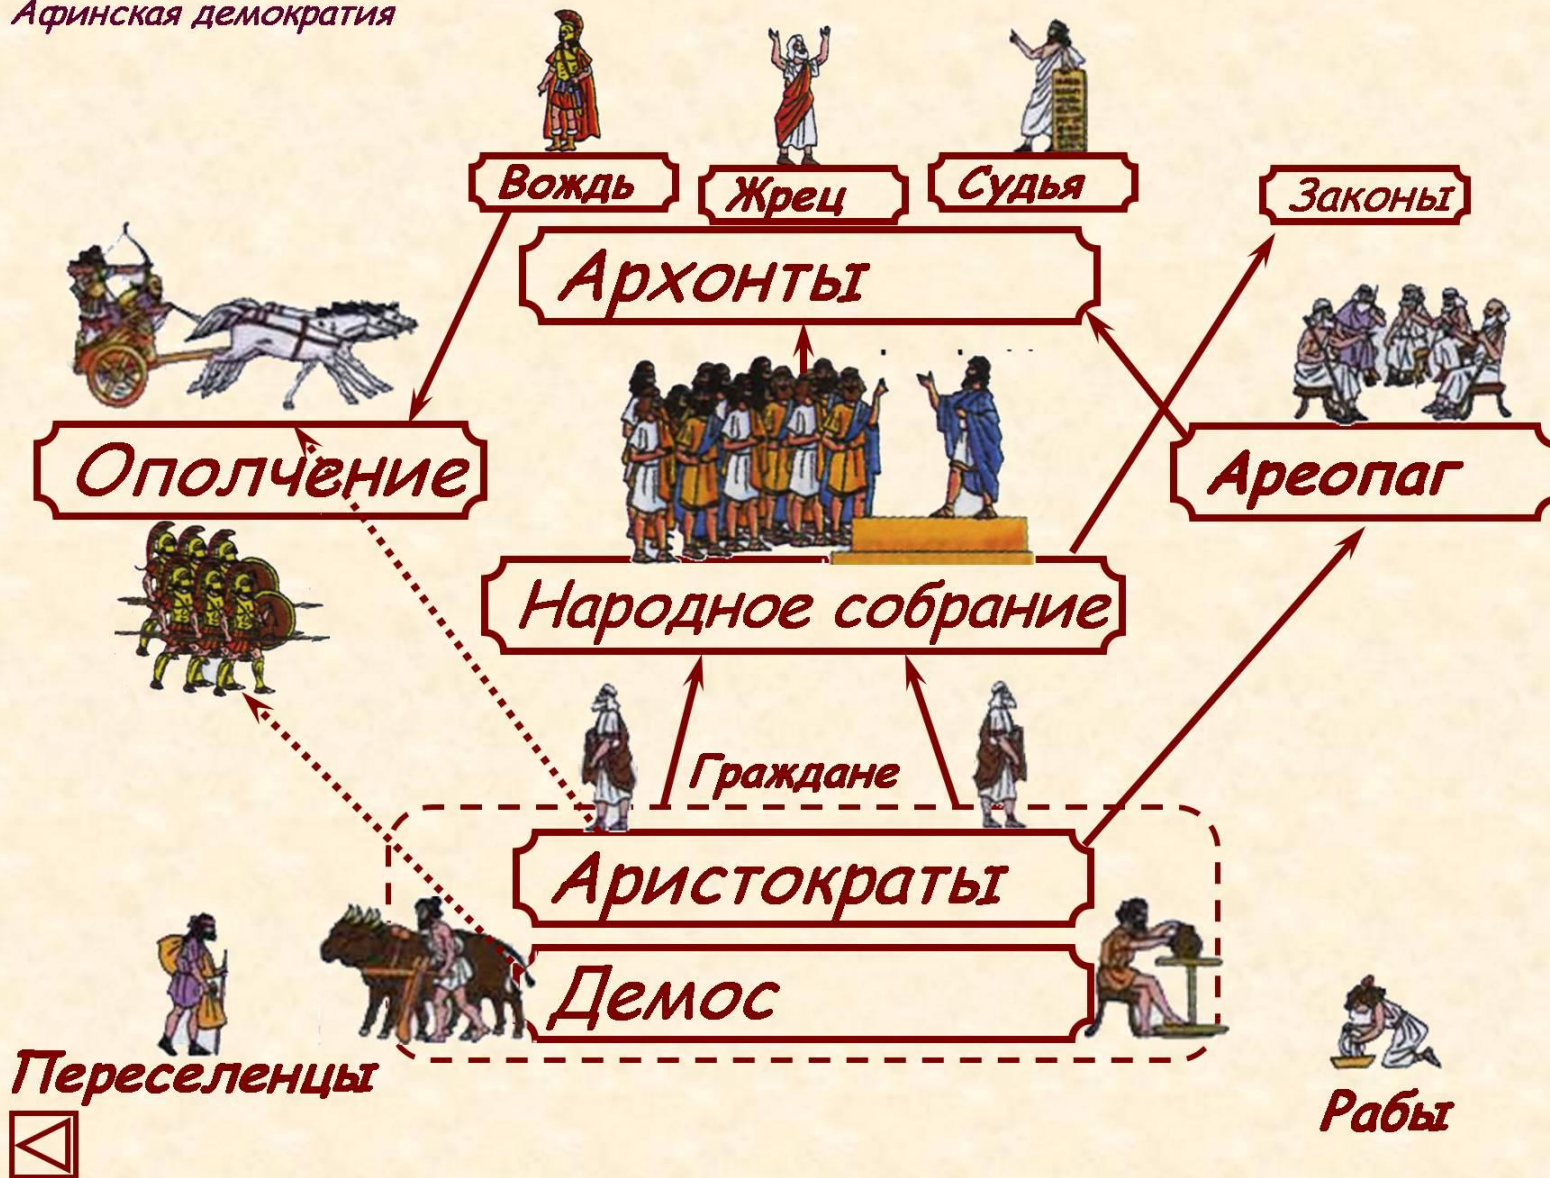 Афинская демократия
Вождь
Жрец
Судья
Законы
Архонты
Ополчение
Ареопаг
Народное собрание
Граждане
Аристократы
Демос
Переселенцы
Рабы